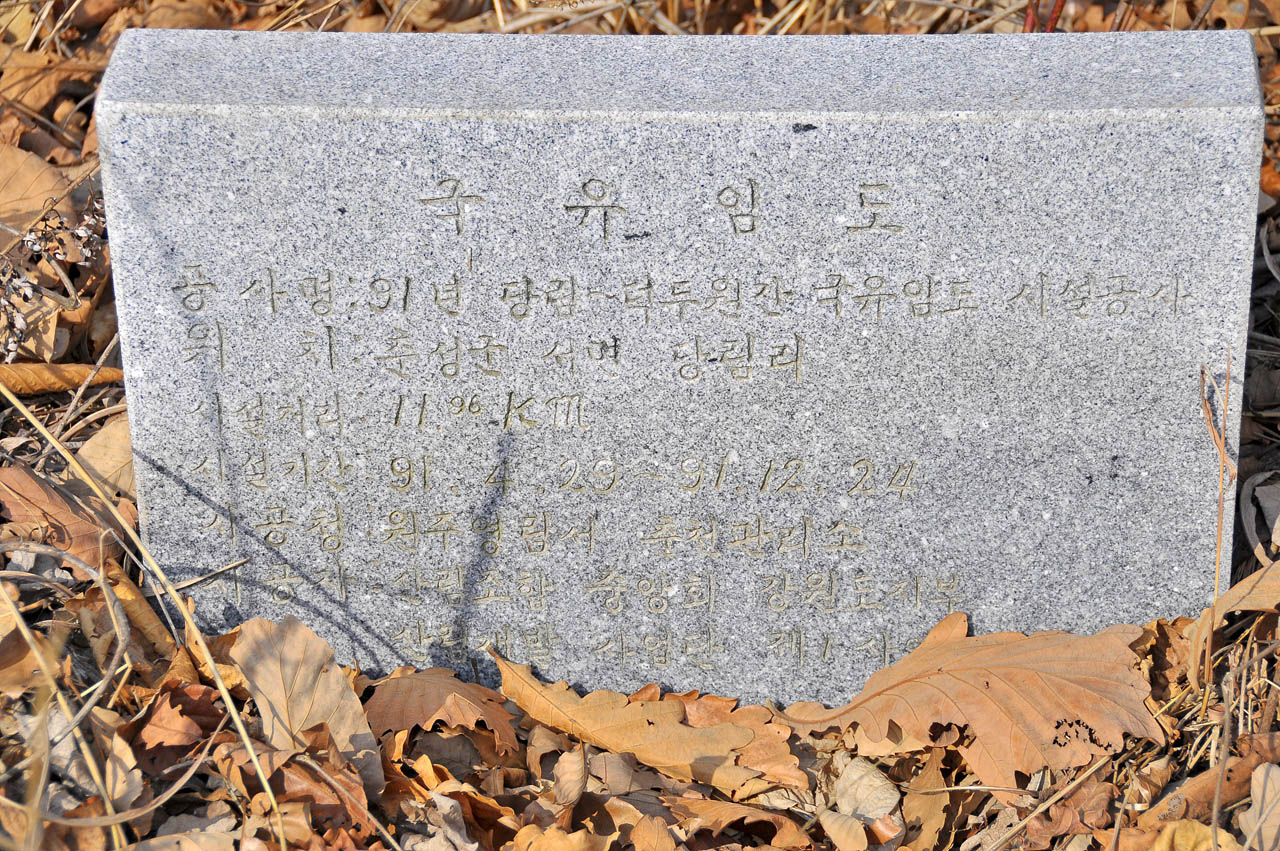 국유임도
공사명:91년 당림~덕두원간국유임도 시설공사
위 치:춘성군 서면 당림리
시설거리:11.96KM
시설기간:91.4.29~91.12.24
시공청:원주영림서 춘천관리소
시공자:산림조합 중앙회 강원도지부
산림개발 사업단 제1사